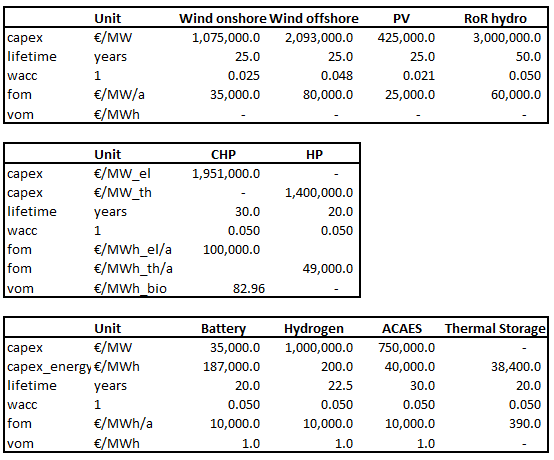 Unit Wind onshore Wind offshore PV RoR hydro
capex €/MW 1,075,000.0 2,093,000.0 425,000.0 3,000,000.0
lifetime years 25.0 25.0 25.0 50.0
wacc 1 0.025 0.048 0.021 0.050
fom €/MW/a 35,000.0 80,000.0 25,000.0 60,000.0
vom €/MWh - - - -
Unit CHP HP
capex €/MW_el 1,951,000.0 -
capex €/MW_th - 1,400,000.0
lifetime years 30.0 20.0
wacc 1 0.050 0.050
fom €/MWh_el/a 100,000.0
fom €/MWh_th/a 49,000.0
vom €/MWh_bio 82.96 -
Unit Battery Hydrogen ACAES Thermal Storage
capex €/MW 35,000.0 1,000,000.0 750,000.0 -
capex_energy €/MWh 187,000.0 200.0 40,000.0 38,400.0
lifetime years 20.0 22.5 30.0 20.0
wacc 1 0.050 0.050 0.050 0.050
fom €/MWh/a 10,000.0 10,000.0 10,000.0 390.0
vom €/MWh 1.0 1.0 1.0 -